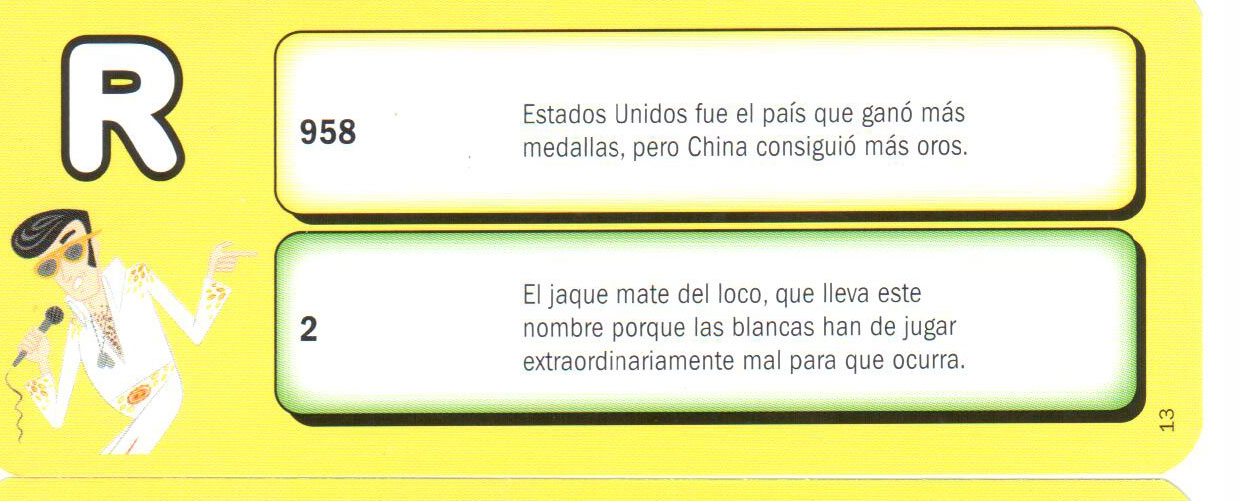 R
958
Estados Unidos fue el país que ganó más
medallas, pero China consiguió más oros.
2
El jaque mate del loco, que lleva este
nombre porque las blancas han de jugar
extraordinariamente mal para que ocurra.
13